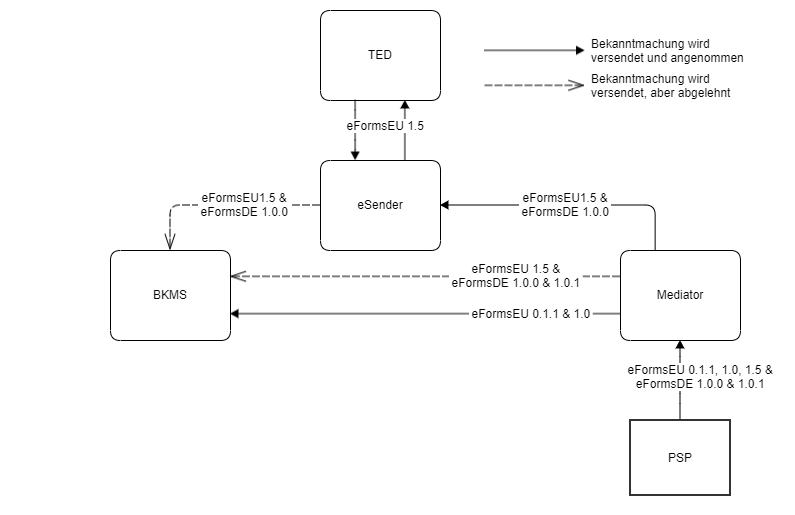 TED
Bekanntmachung wird
versendet und angenommen
Bekanntmachung wird
versendet, aber abgelehnt
eFormsEU 1.5
eFormsEU1.5 &
eFormsDE 1.0.0
eSender
eFormsEU1.5 &
eFormsDE 1.0.0
BKMS
eFormsEU 1.5 &
eFormsDE 1.0.0 & 1.0.1
eFormsEU 0.1.1 & 1.0
Mediator
eFormsEU 0.1.1, 1.0, 1.5 &
eFormsDE 1.0.0 & 1.0.1
PSP